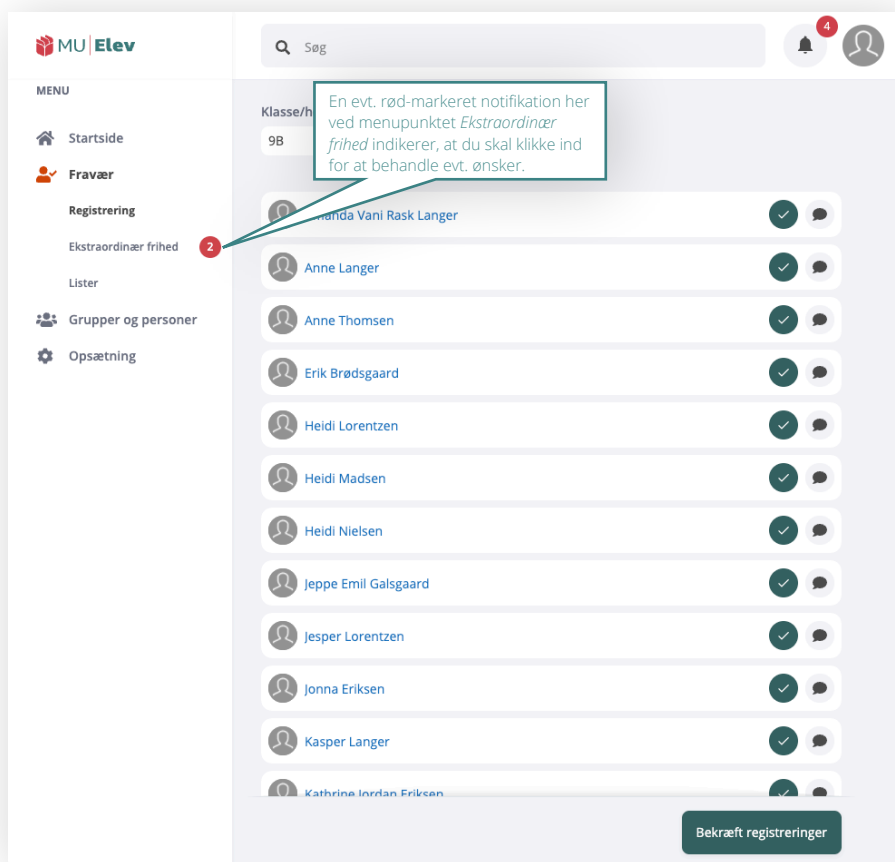 MU Elev
Søg
4
MENU
Startside
Fravær
Registrering
Ekstraordinær frihed 2
Lister
Grupper og personer
Opsætning
En evt. rød-markeret notifikation her
ved menupunktet Ekstraordinær
frihed indikerer, at du skal klikke ind
for at behandle evt. ønsker.
Klasse/h
9B
Vani Rask Langer
Anne Langer
Anne Thomsen
Erik Brødsgaard
Heidi Lorentzen
Heidi Madsen
Heidi Nielsen
Jeppe Emil Galsgaard
Jesper Lorentzen
Jonna Eriksen
Kasper Langer
Kathrine Jordan Eriksen
Bekræft registreringer